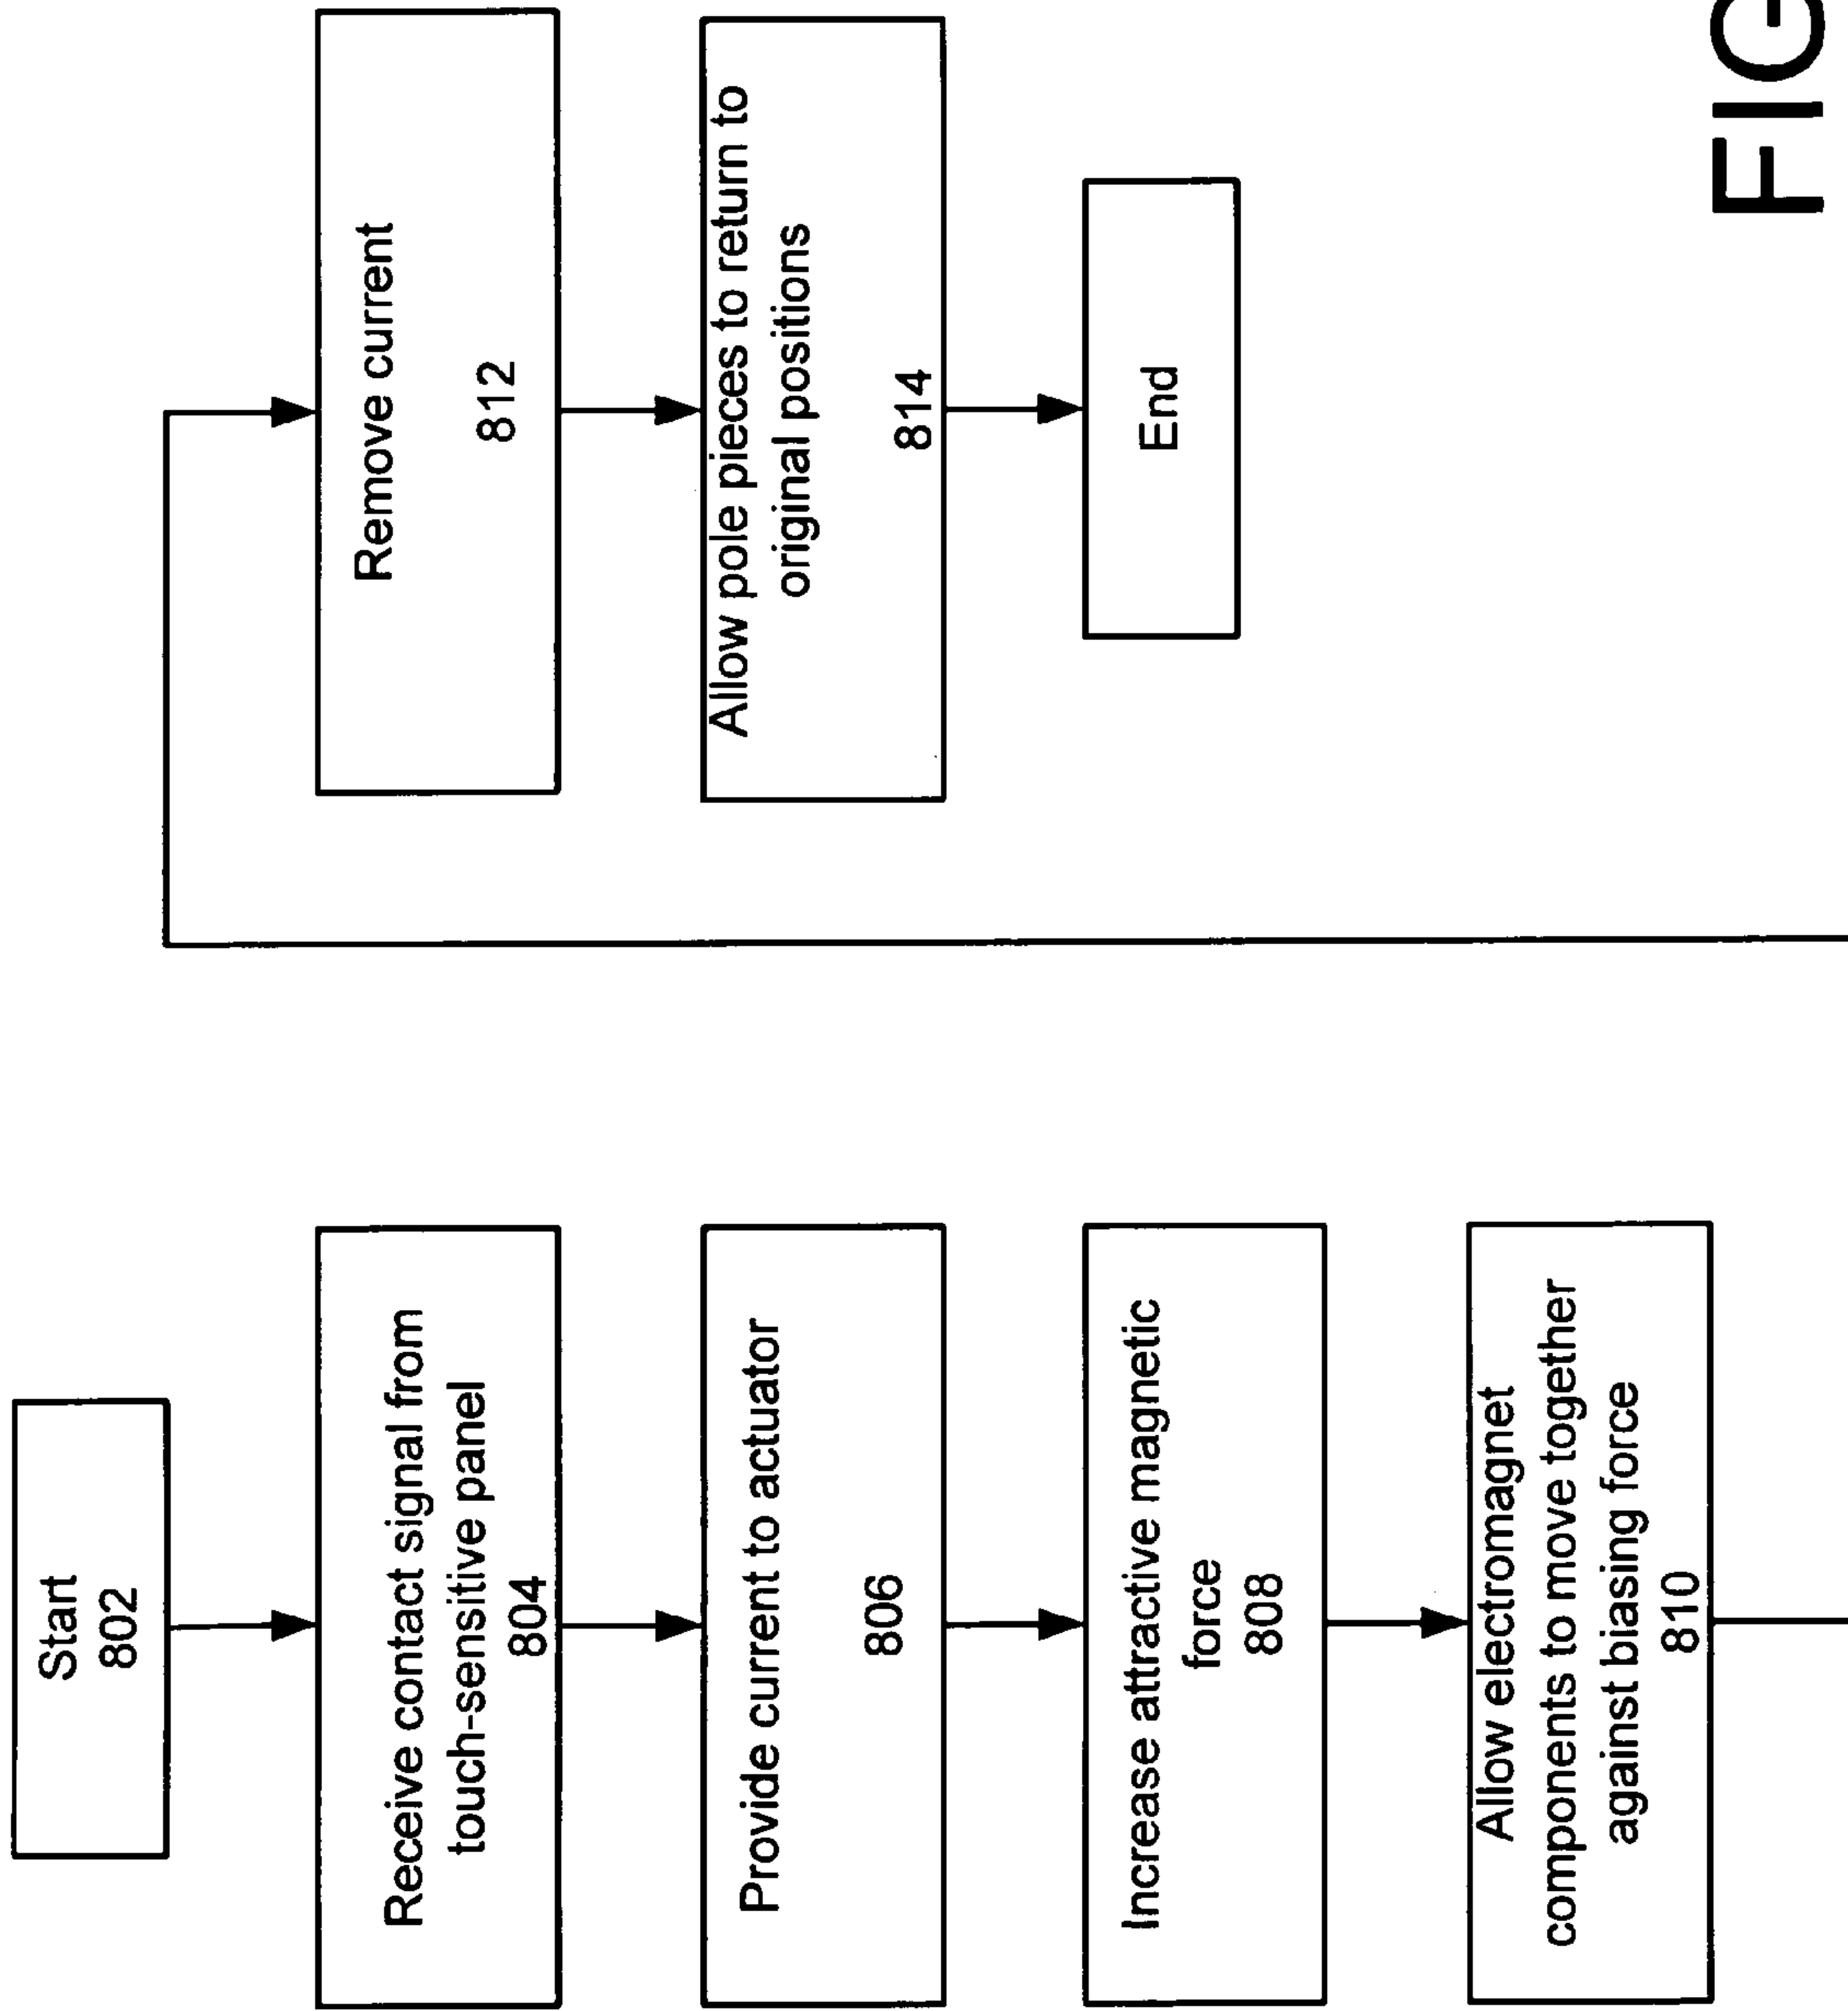 Start
802
Receive contact signal from
touch-sensitive panel
804
Provide current to actuator
806
Increase attractive magnetic
force
808
Allow electromagnet
components to move together
against biasing force
810
Remove current
812
Allow pole pieces to return to
original positions
814
End
FIG